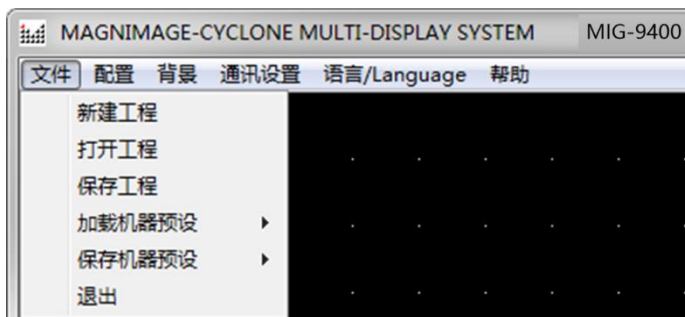 MAGNIMAGE-CYCLONE MULTI-DISPLAY SYSTEM MIG-9400
文件 配置 背景 通讯设置 语言/Language 帮助
新建工程
打开工程
保存工程
加载机器预设
保存机器预设
退出